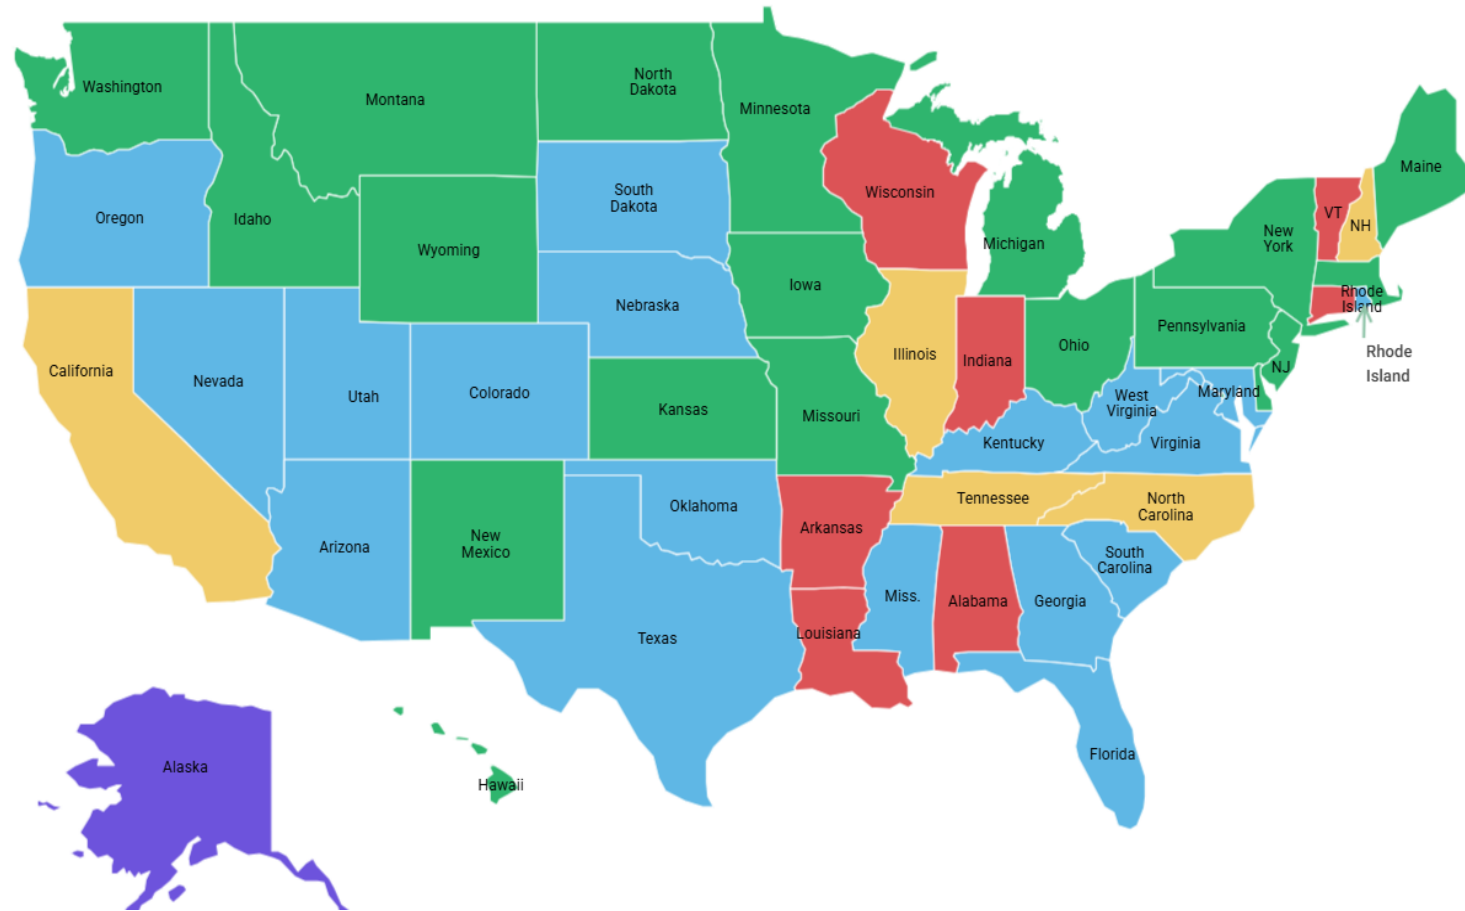 Washington
Montana
North
Dakota
Minnesota
Maine
Wisconsin
Oregon
Idaho
South
Dakota
VT
NH
New
York
Michigan
Wyoming
Iowa
Nebraska
Rhode
Island
Pennsylvania
Ohio
Illinois
Indiana
Rhode
Island
NJ
California
Nevada
Utah
Colorado
Kansas
Missouri
West
Virginia
Maryland
Kentucky
Virginia
Tennessee
North
Carolina
Oklahoma
Arkansas
Arizona
New
Mexico
South
Carolina
Miss.
Alabama
Georgia
Texas
Louisiana
Florida
Alaska
Hawaii